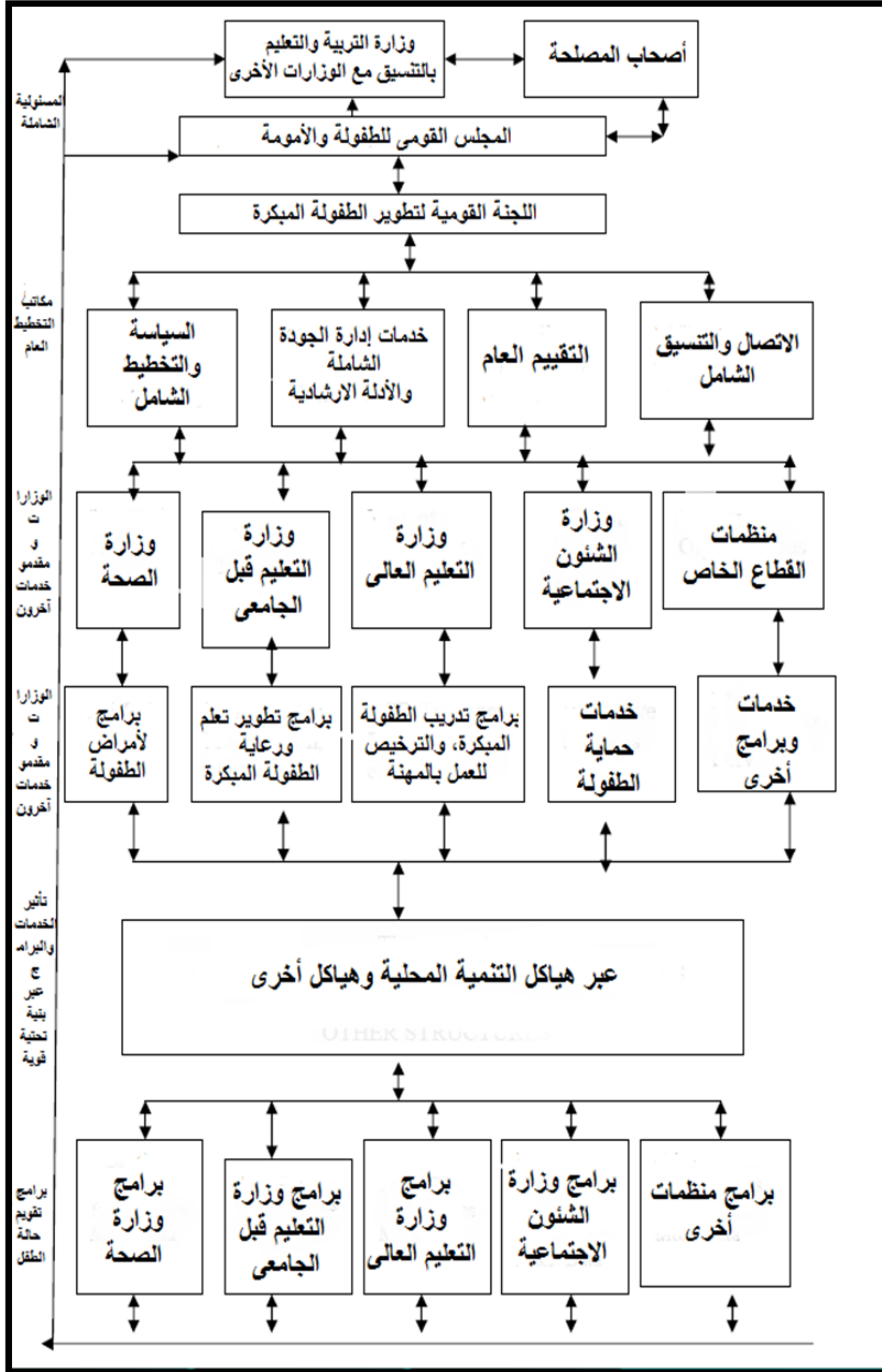 أصحاب المصلحة
وزارة التربية والتعليم
بالتنسيق مع الوزارات الأخرى
المسئولية
الشاملة
المجلس القومى للطفولة والأمومة
اللجنة القومية لتطوير الطفولة المبكرة
مكاتب
التخطيط
العام
الاتصال والتنسيق
الشامل
التقييم العام
خدمات إدارة الجودة
الشاملة
والأدلة الارشادية
السياسة
والتخطيط
الشامل
الوزارا
ت
و
مقدمو
خدمات
آخرون
منظمات
القطاع الخاص
وزارة
الشئون
الاجتماعية
وزارة
التعليم العالى
وزارة
التعليم قبل
الجامعى
وزارة
الصحة
الوزارا
ت
و
مقدمو
خدمات
آخرون
خدمات
وبرامج
أخرى
خدمات
حماية
الطفولة
برامج تدريب الطفولة
المبكرة، والترخيص
للعمل بالمهنة
برامج تطوير تعلم
ورعاية
الطفولة المبكرة
برامج
لأمراض
الطفولة
تأثير
الخدمات
والبرام
ج
عبر
بنية
تحتية
قوية
عبر هياكل التنمية المحلية وهياكل أخرى
OTHER STRUCTURES
برامج
تقويم
حالة
الطفل
برامج منظمات
أخرى
برامج وزارة
الشئون
الاجتماعية
برامج
وزارة
التعليم العالى
برامج وزارة
التعليم قبل
الجامعى
برامج
وزارة
الصحة